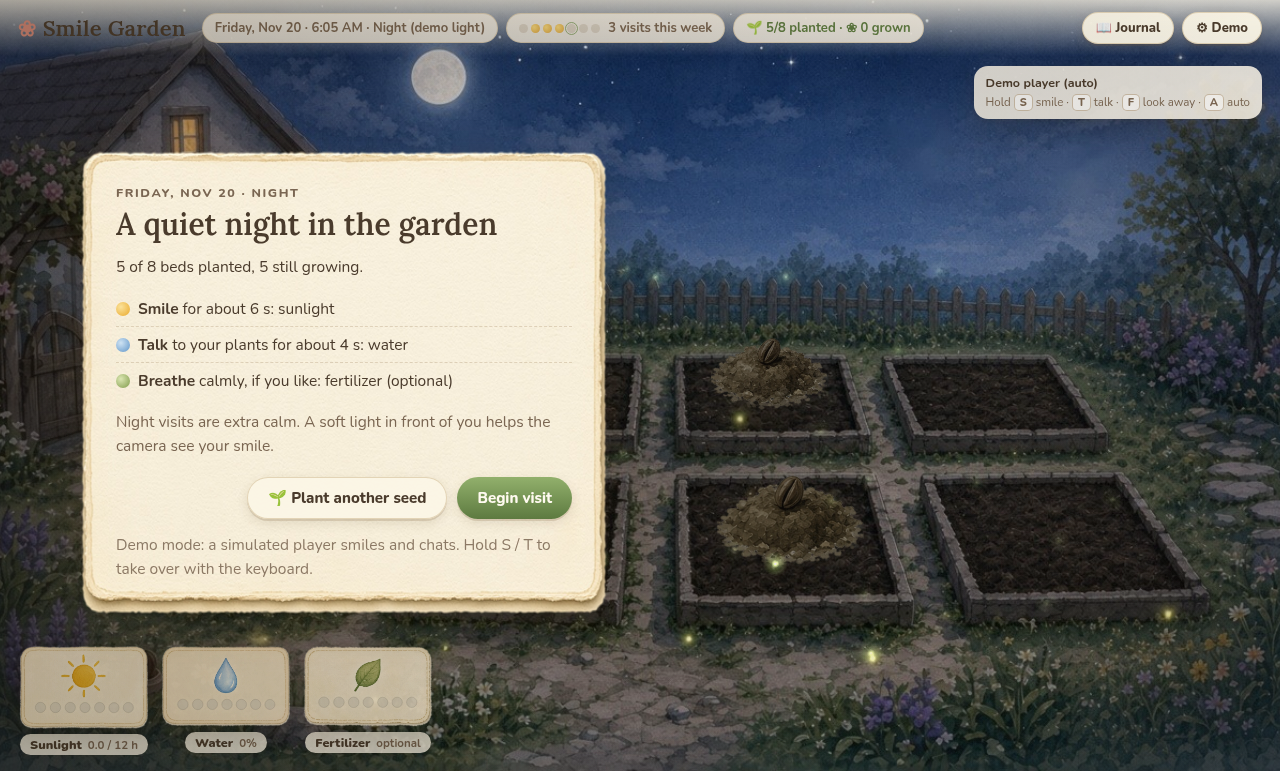 Smile Garden
Friday, Nov 20 · 6:05 AM · Night (demo light)
3 visits this week
5/8 planted · ❀ 0 grown
Journal
Demo
Demo player (auto)
Hold S smile · T talk · F look away · A auto
FRIDAY, NOV 20 · NIGHT
A quiet night in the garden
5 of 8 beds planted, 5 still growing.
Smile for about 6 s: sunlight
Talk to your plants for about 4 s: water
Breathe calmly, if you like: fertilizer (optional)
Night visits are extra calm. A soft light in front of you helps the
camera see your smile.
Plant another seed
Begin visit
Demo mode: a simulated player smiles and chats. Hold S / T to
take over with the keyboard.
Sunlight 0.0 / 12 h
Water 0%
Fertilizer optional